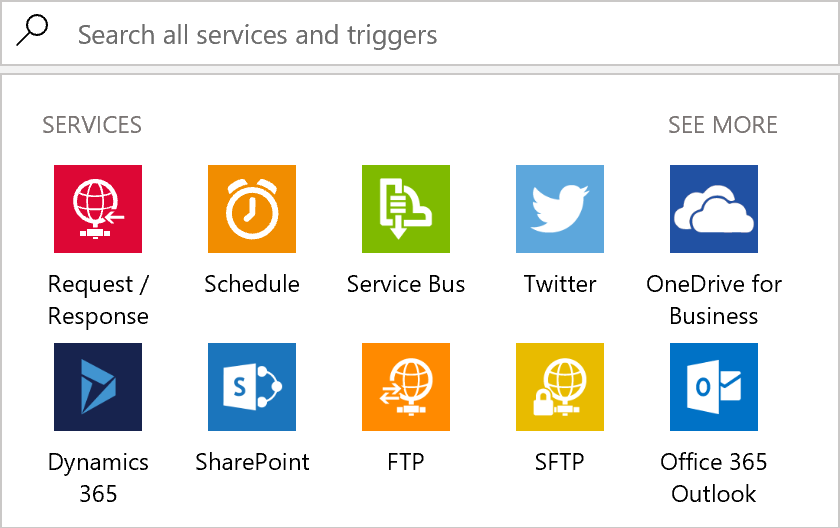 Search all services and triggers
SERVICES
SEE MORE
Request /
Response
Schedule
Service Bus
Twitter
OneDrive for
Business
Dynamics
365
S
SharePoint
FTP
SFTP
O
Office 365
Outlook